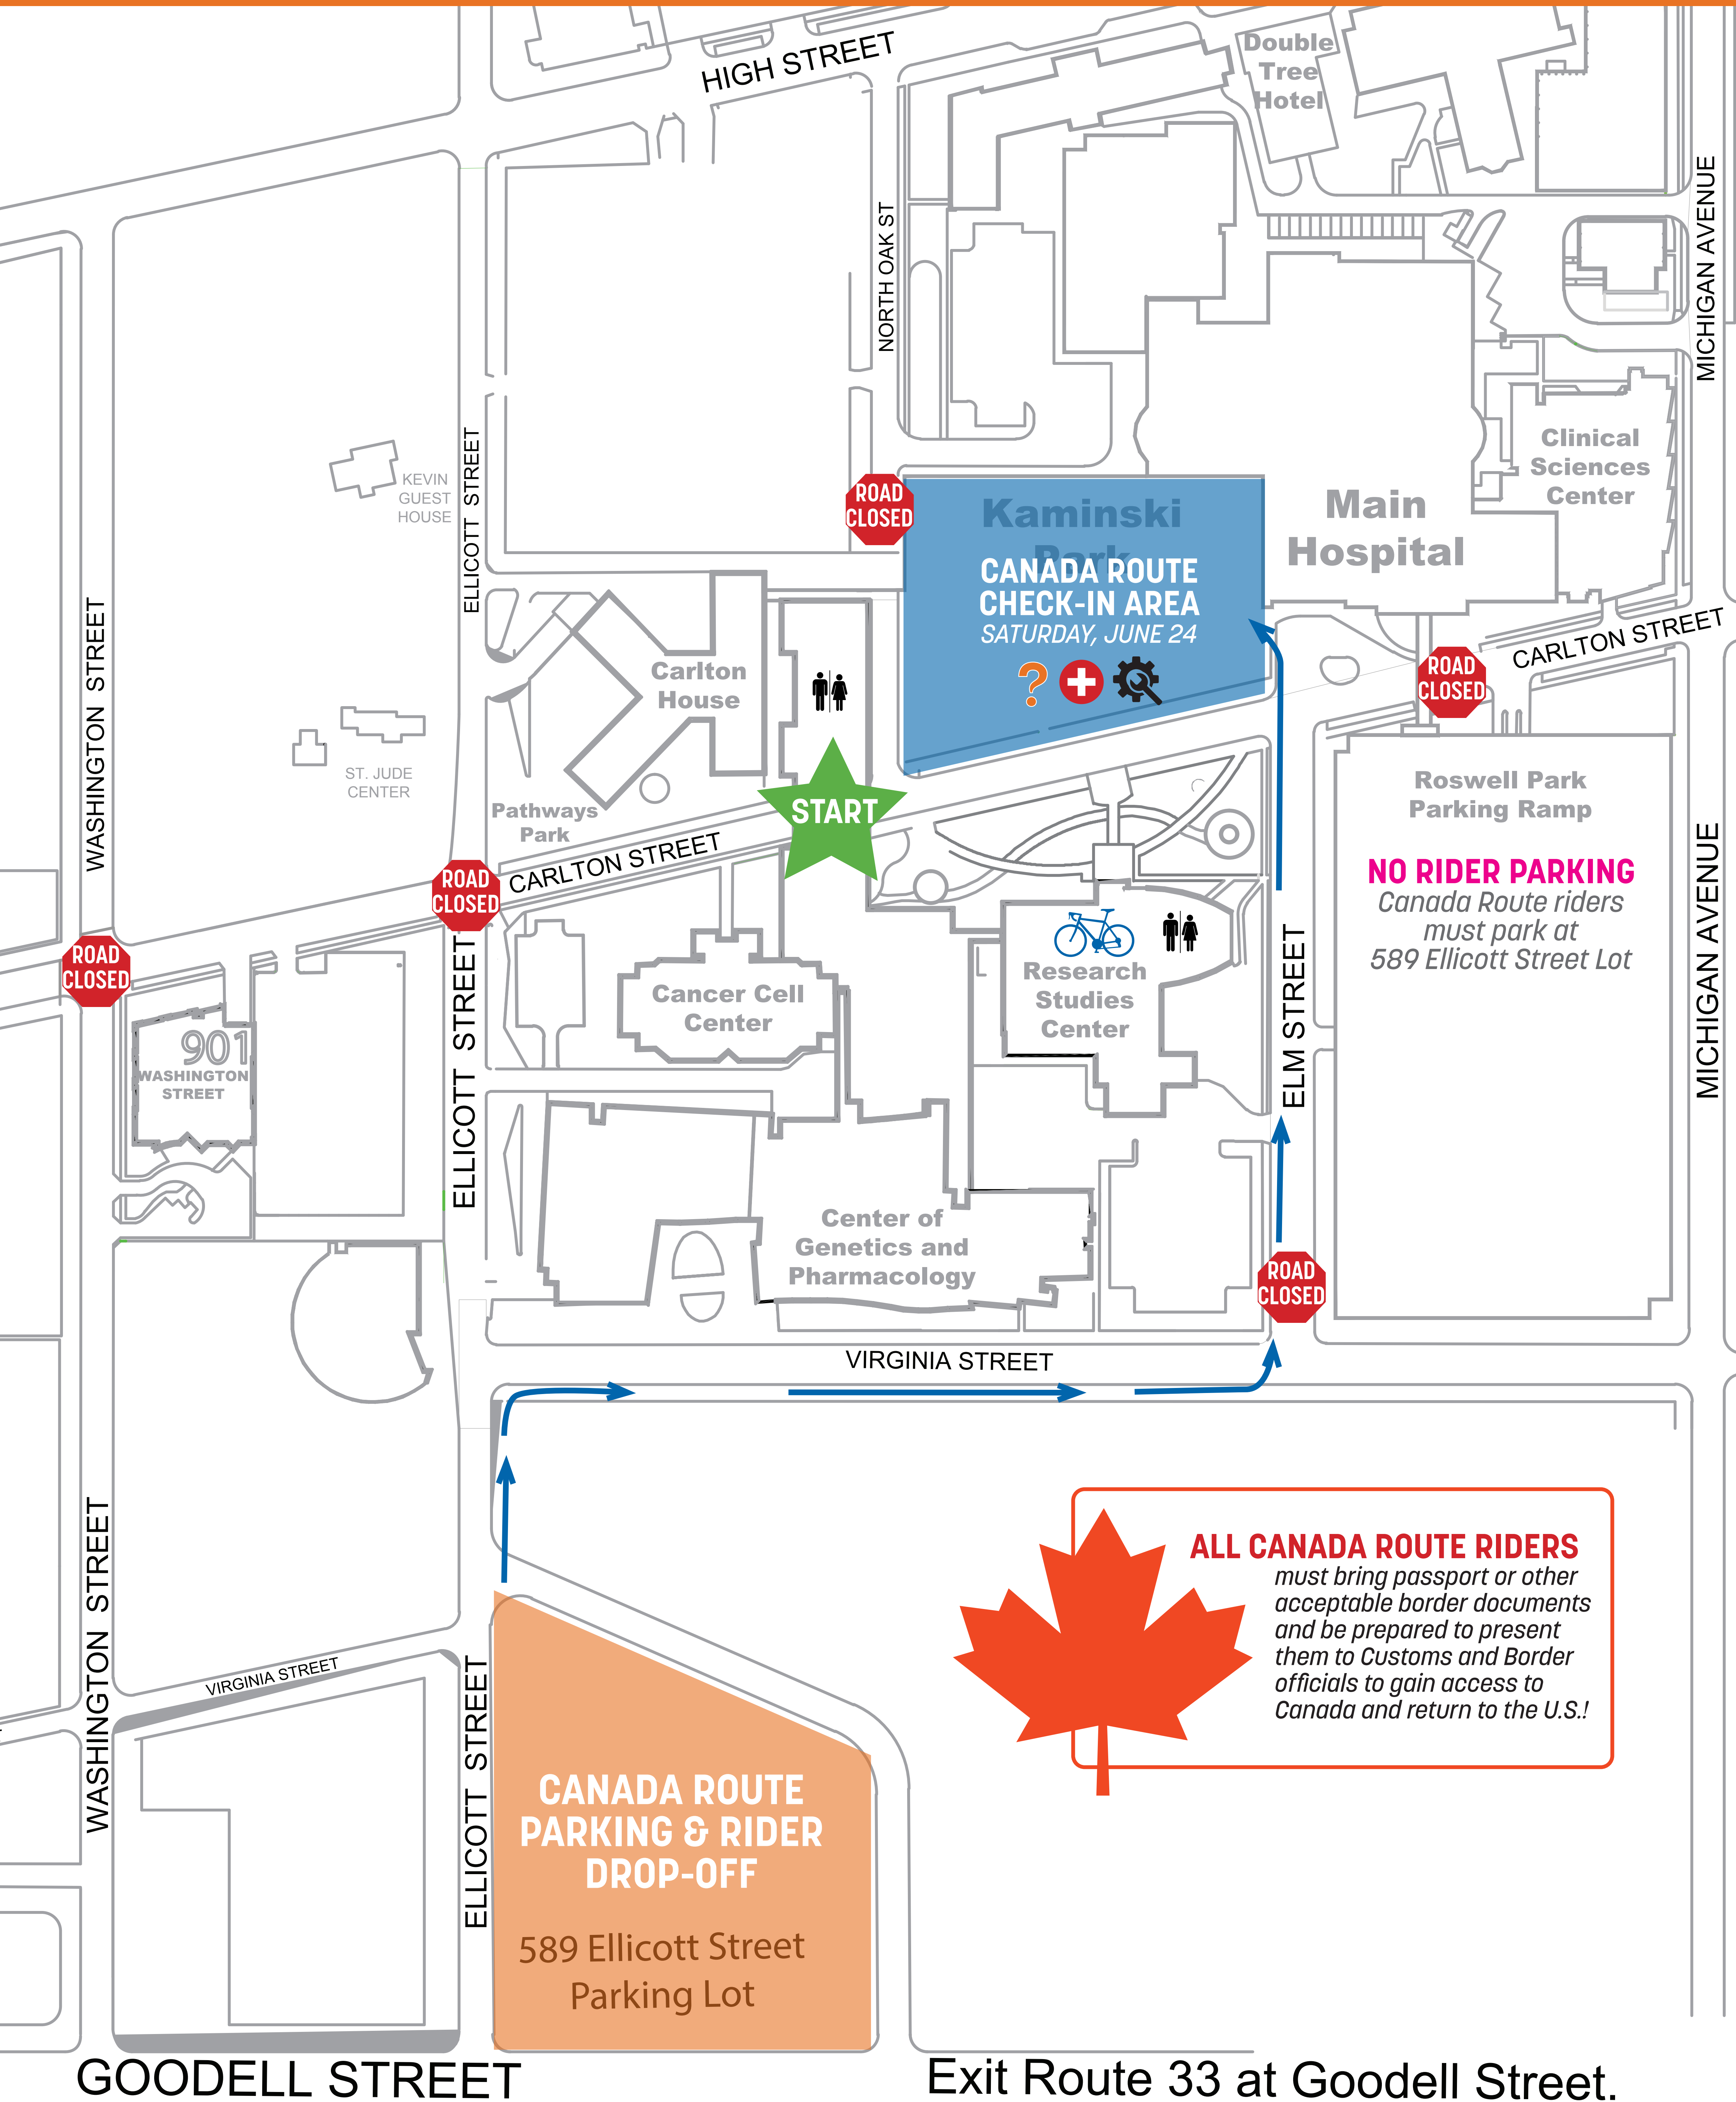 HIGH STREET
Double
Tree
Hotel
NORTH OAK ST
MICHIGAN AVENUE
KEVIN
GUEST
HOUSE
ELLICOTT STREET
ROAD
CLOSED
Kaminski
Park
CANADA ROUTE
CHECK-IN AREA
SATURDAY, JUNE 24
?
Main
Hospital
Clinical
Sciences
Center
CARLTON STREET
ROAD
CLOSED
WASHINGTON STREET
Carlton
House
ST. JUDE
CENTER
Pathways
Park
START
CARLTON STREET
ROAD
CLOSED
ROAD
CLOSED
Roswell Park
Parking Ramp
NO RIDER PARKING
Canada Route riders
must park at
589 Ellicott Street Lot
MICHIGAN AVENUE
901
WASHINGTON
STREET
ELLICOTT STREET
Cancer Cell
Center
Research
Studies
Center
ELM STREET
Center of
Genetics and
Pharmacology
ROAD
CLOSED
VIRGINIA STREET
WASHINGTON STREET
VIRGINIA STREET
ELLICOTT STREET
ALL CANADA ROUTE RIDERS
must bring passport or other
acceptable border documents
and be prepared to present
them to Customs and Border
officials to gain access to
Canada and return to the U.S.!
CANADA ROUTE
PARKING & RIDER
DROP-OFF
589 Ellicott Street
Parking Lot
GOODELL STREET
Exit Route 33 at Goodell Street.